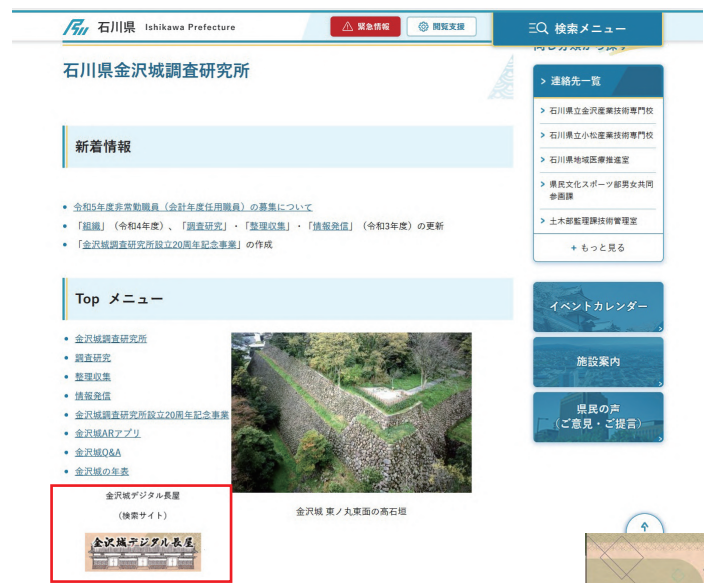 石川県 Ishikawa Prefecture
緊急情報
閲覧支援
検索メニュー
石川県金沢城調査研究所
新着情報
令和5年度非常勤職員（会計年度任用職員）の募集について
「組織」（令和4年度）、「調査研究」・「整理収集」・「情報発信」（令和3年度）の更新
「金沢城調査研究所設立20周年記念事業」の作成
Top メニュー
金沢城調査研究所
調査研究
整理収集
情報発信
金沢城調査研究所設立20周年記念事業
金沢城ARアプリ
金沢城Q&A
金沢城の年表
金沢城デジタル長屋
（検索サイト）
金沢城デジタル長屋
金沢城 東ノ丸東面の高石垣
同じ分類から探す
連絡先一覧
石川県立金沢産業技術専門校
石川県立小松産業技術専門校
石川県地域医療推進室
県民文化スポーツ部男女共同
参画課
土木部監理課技術管理室
+ もっと見る
イベントカレンダー
施設案内
県民の声
（ご意見・ご提言）